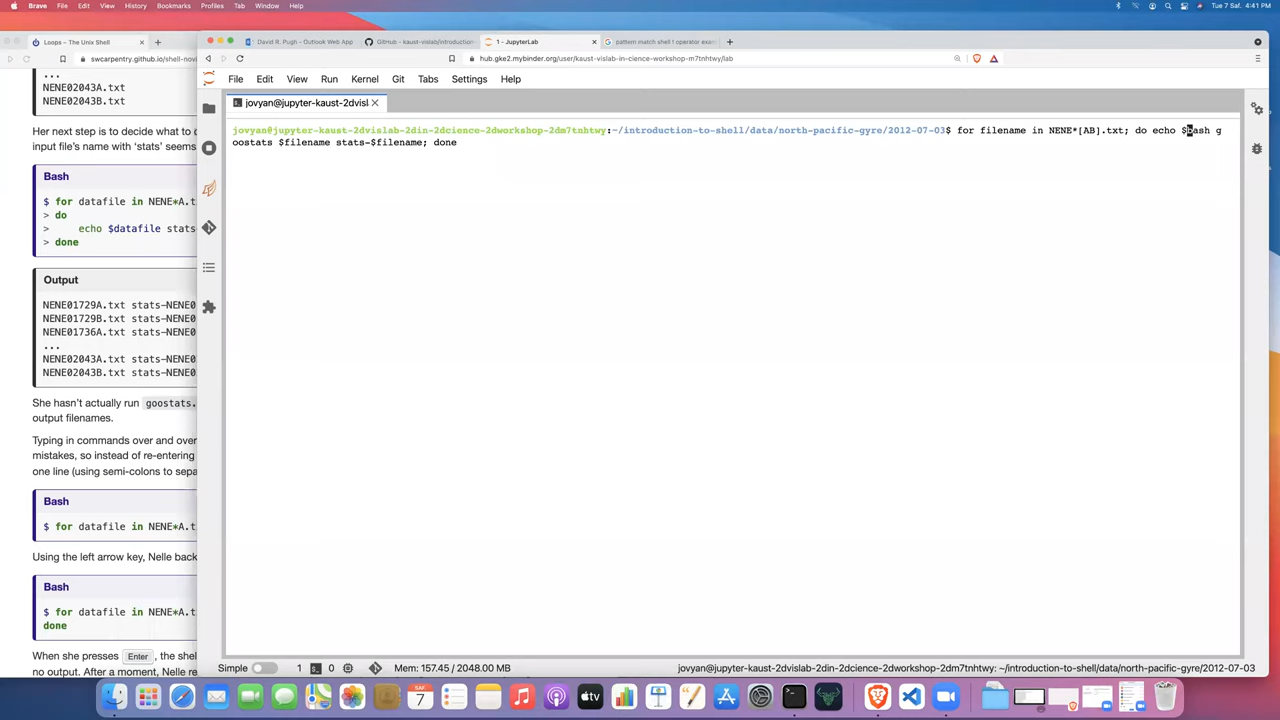 Brave File Edit View History Bookmarks Profiles Tab Window Help
Tue 7 Saf. 4:41 PM
Loops – The Unix Shell
David R. Pugh - Outlook Web App
GitHub - kaust-vislab/introduction
1 - JupyterLab
pattern match shell ! operator exam
swcarpentry.github.io/shell-nov
hub.gke2.mybinder.org/user/kaust-vislab-in-cience-workshop-m7tnhtwy/lab
File Edit View Run Kernel Git Tabs Settings Help
jovyan@jupyter-kaust-2dvisl
jovyan@jupyter-kaust-2dvislab-2din-2dcience-2dworkshop-2dm7tnhtwy:~/introduction-to-shell/data/north-pacific-gyre/2012-07-03$ for filename in NENE*[AB].txt; do echo $bash g
oostats $filename stats-$filename; done
...
NENE02043A.txt
NENE02043B.txt
Her next step is to decide what to
input file's name with 'stats' seems
Bash
$ for datafile in NENE*A.t
> do
> echo $datafile stats
> done
Output
NENE01729A.txt stats-NENE0
NENE01729B.txt stats-NENE0
NENE01736A.txt stats-NENE0
...
NENE02043A.txt stats-NENE0
NENE02043B.txt stats-NENE0
She hasn't actually run goostats.
output filenames.
Typing in commands over and over
mistakes, so instead of re-entering
one line (using semi-colons to sepa
Bash
$ for datafile in NENE*A.t
Using the left arrow key, Nelle back
Bash
$ for datafile in NENE*A.t
done
When she presses Enter, the shel
no output. After a moment, Nelle re
Simple 1 0 Mem: 157.45 / 2048.00 MB
jovyan@jupyter-kaust-2dvislab-2din-2dcience-2dworkshop-2dm7tnhtwy: ~/introduction-to-shell/data/north-pacific-gyre/2012-07-03